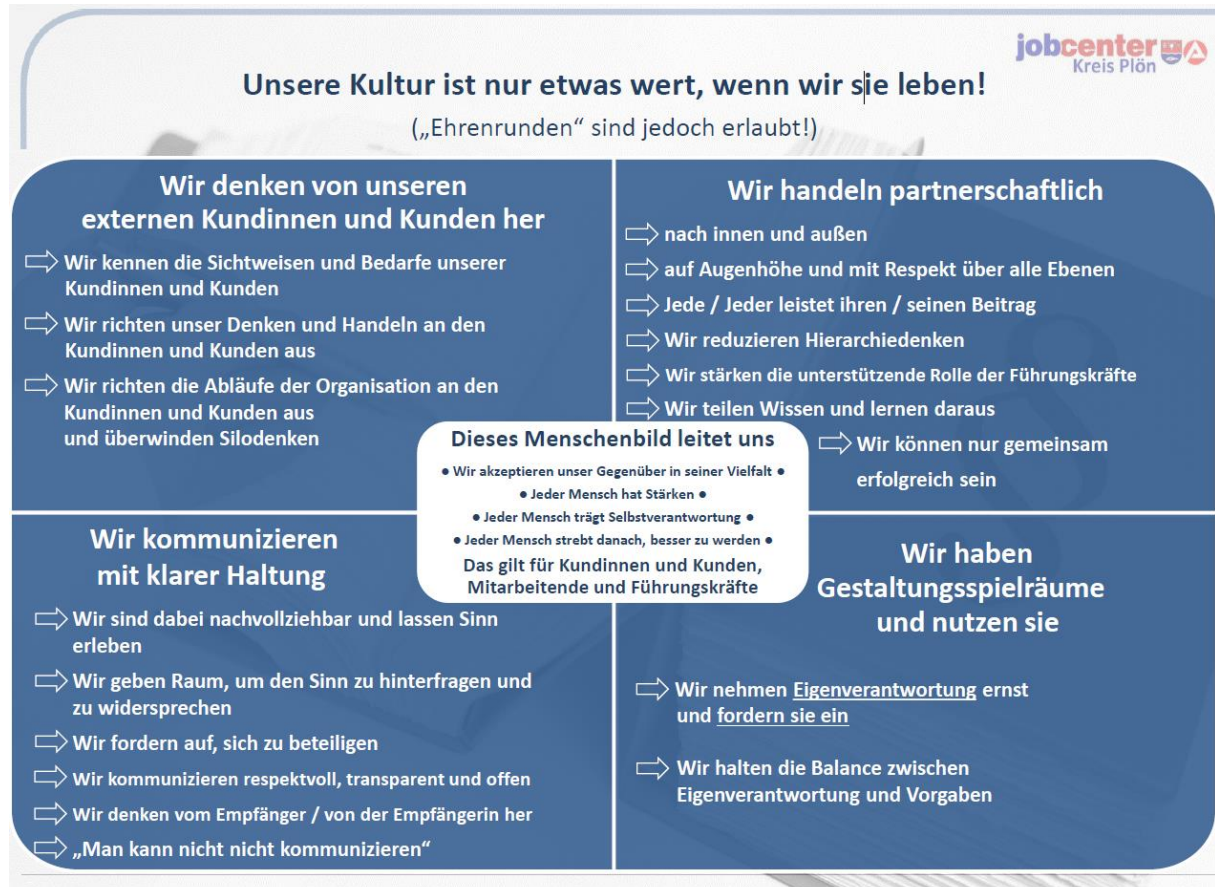 jobcenter
Kreis Plön
Unsere Kultur ist nur etwas wert, wenn wir sie leben!
(„Ehrenrunden“ sind jedoch erlaubt!)
Wir denken von unseren
externen Kundinnen und Kunden her
Wir kennen die Sichtweisen und Bedarfe unserer
Kundinnen und Kunden
Wir richten unser Denken und Handeln an den
Kundinnen und Kunden aus
Wir richten die Abläufe der Organisation an den
Kundinnen und Kunden aus
und überwinden Silodenken
Wir handeln partnerschaftlich
nach innen und außen
auf Augenhöhe und mit Respekt über alle Ebenen
Jede / Jeder leistet ihren / seinen Beitrag
Wir reduzieren Hierarchiedenken
Wir stärken die unterstützende Rolle der Führungskräfte
Wir teilen Wissen und lernen daraus
Wir können nur gemeinsam
erfolgreich sein
Dieses Menschenbild leitet uns
● Wir akzeptieren unser Gegenüber in seiner Vielfalt ●
● Jeder Mensch hat Stärken ●
● Jeder Mensch trägt Selbstverantwortung ●
● Jeder Mensch strebt danach, besser zu werden ●
Das gilt für Kundinnen und Kunden,
Mitarbeitende und Führungskräfte
Wir kommunizieren
mit klarer Haltung
Wir sind dabei nachvollziehbar und lassen Sinn
erleben
Wir geben Raum, um den Sinn zu hinterfragen und
zu widersprechen
Wir fordern auf, sich zu beteiligen
Wir kommunizieren respektvoll, transparent und offen
Wir denken vom Empfänger / von der Empfängerin her
„Man kann nicht nicht kommunizieren“
Wir haben
Gestaltungsspielräume
und nutzen sie
Wir nehmen Eigenverantwortung ernst
und fordern sie ein
Wir halten die Balance zwischen
Eigenverantwortung und Vorgaben